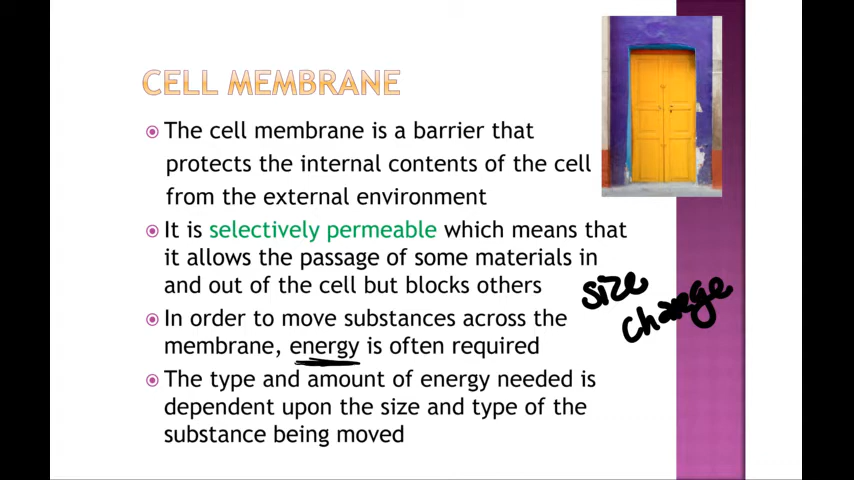 CELL MEMBRANE
The cell membrane is a barrier that
protects the internal contents of the cell
from the external environment
It is selectively permeable which means that
it allows the passage of some materials in
and out of the cell but blocks others
size
charge
In order to move substances across the
membrane, energy is often required
The type and amount of energy needed is
dependent upon the size and type of the
substance being moved